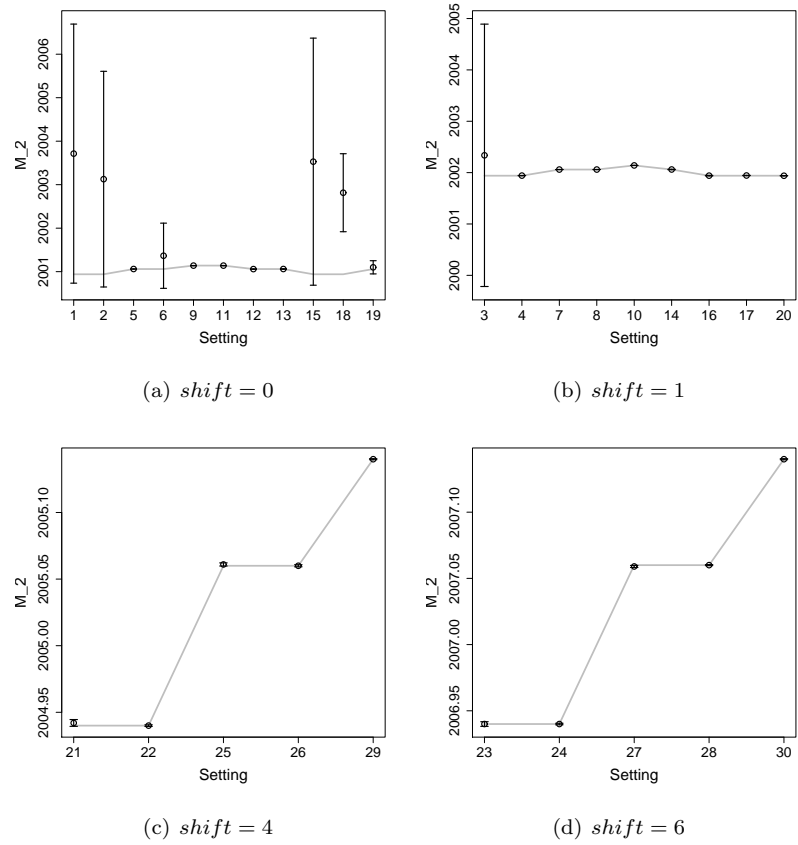 2006
2005
2004
2003
2002
2001
M_2
1 2 5 6 9 11 12 13 15 18 19
Setting
(a) shift = 0
2005
2004
2003
2002
2001
2000
M_2
3 4 7 8 10 14 16 17 20
Setting
(b) shift = 1
2005.10
2005.05
2005.00
2004.95
M_2
21 22 25 26 29
Setting
(c) shift = 4
2007.10
2007.05
2007.00
2006.95
M_2
23 24 27 28 30
Setting
(d) shift = 6